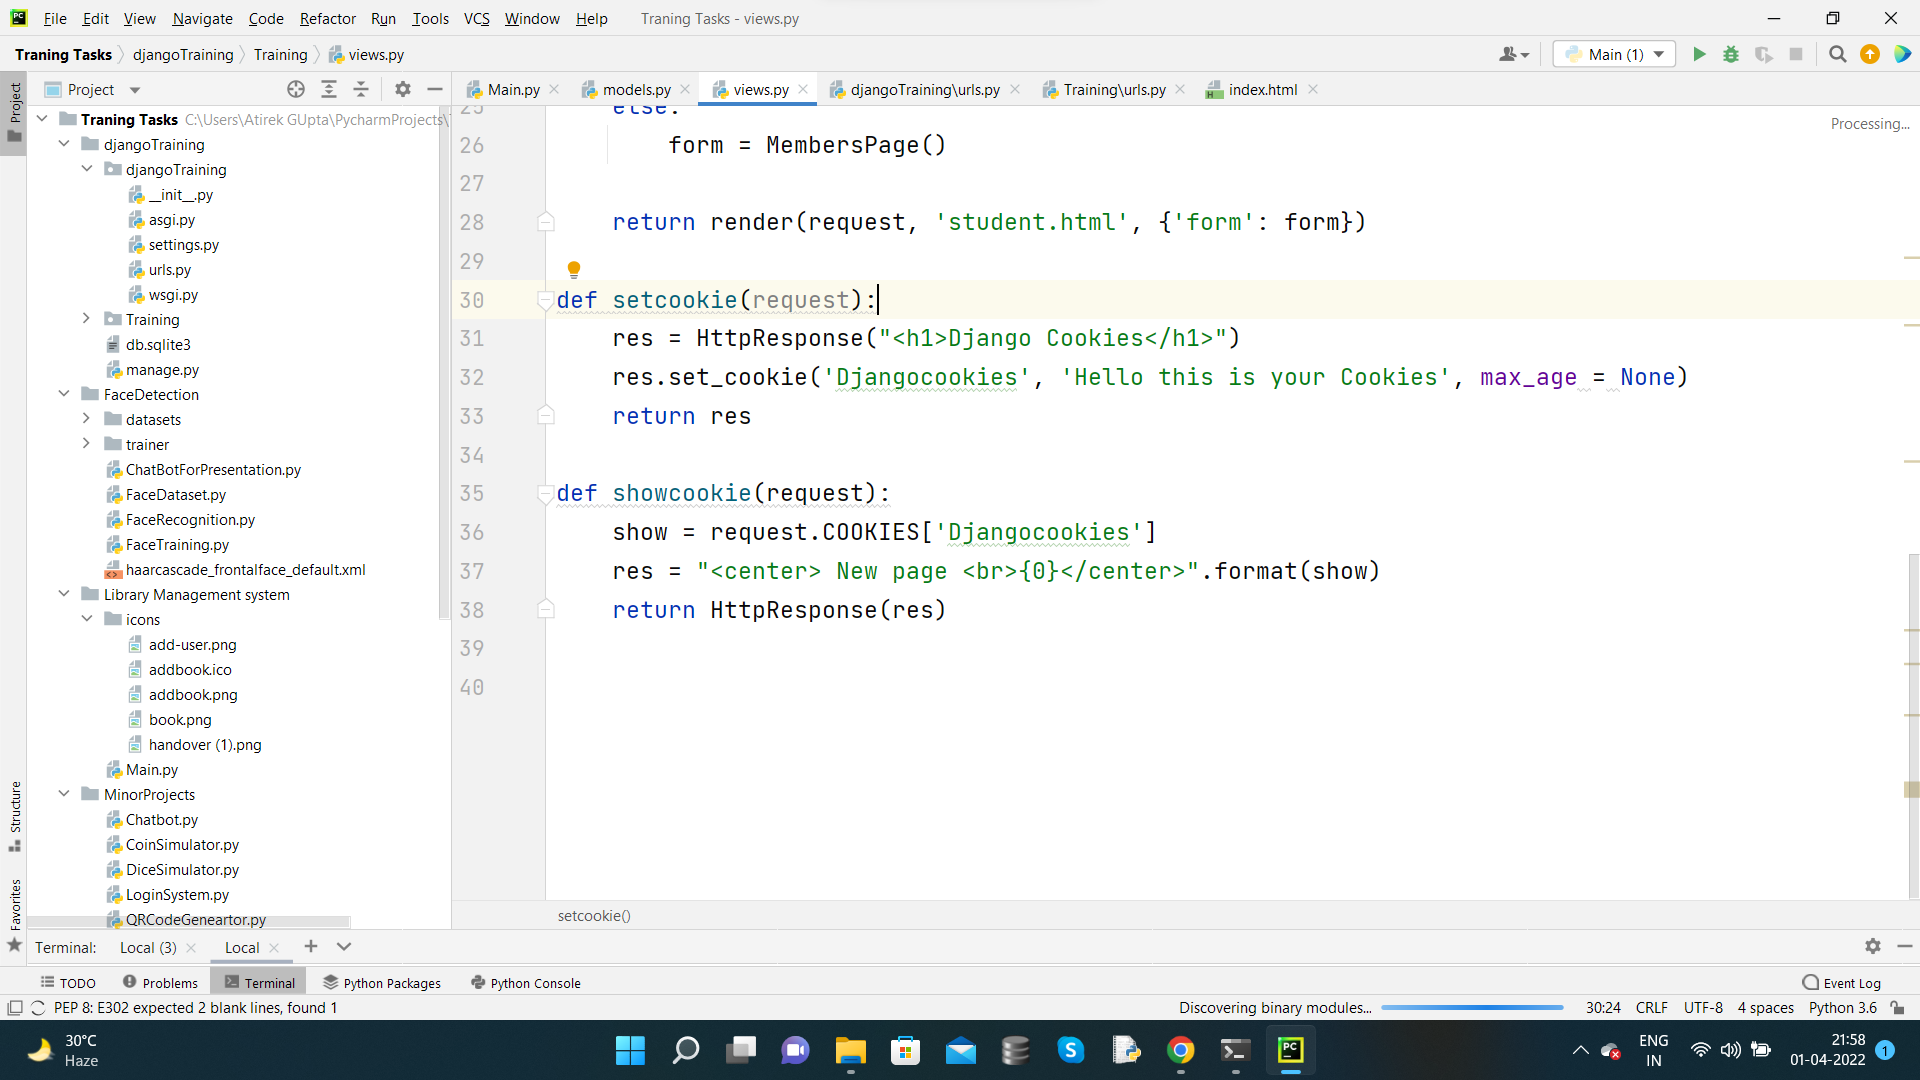 File Edit View Navigate Code Refactor Run Tools VCS Window Help Traning Tasks - views.py
Traning Tasks djangoTraining Training views.py Main (1)
Project
Main.py models.py views.py djangoTraining\urls.py Training\urls.py index.html
Project
Structure
Favorites
Traning Tasks C:\Users\Atirek GUpta\PycharmProjects\
djangoTraining
djangoTraining
__init__.py
asgi.py
settings.py
urls.py
wsgi.py
Training
db.sqlite3
manage.py
FaceDetection
datasets
trainer
ChatBotForPresentation.py
FaceDataset.py
FaceRecognition.py
FaceTraining.py
haarcascade_frontalface_default.xml
Library Management system
icons
add-user.png
addbook.ico
addbook.png
book.png
handover (1).png
Main.py
MinorProjects
Chatbot.py
CoinSimulator.py
DiceSimulator.py
LoginSystem.py
QRCodeGeneartor.py
Processing...
25 else:
26 form = MembersPage()
27
28 return render(request, 'student.html', {'form': form})
29
30 def setcookie(request):
31 res = HttpResponse("<h1>Django Cookies</h1>")
32 res.set_cookie('Djangocookies', 'Hello this is your Cookies', max_age = None)
33 return res
34
35 def showcookie(request):
36 show = request.COOKIES['Djangocookies']
37 res = "<center> New page <br>{0}</center>".format(show)
38 return HttpResponse(res)
39
40
setcookie()
Terminal: Local (3) Local
TODO Problems Terminal Python Packages Python Console Event Log
PEP 8: E302 expected 2 blank lines, found 1 Discovering binary modules... 30:24 CRLF UTF-8 4 spaces Python 3.6
30°C
Haze
ENG
IN
21:58
01-04-2022
1